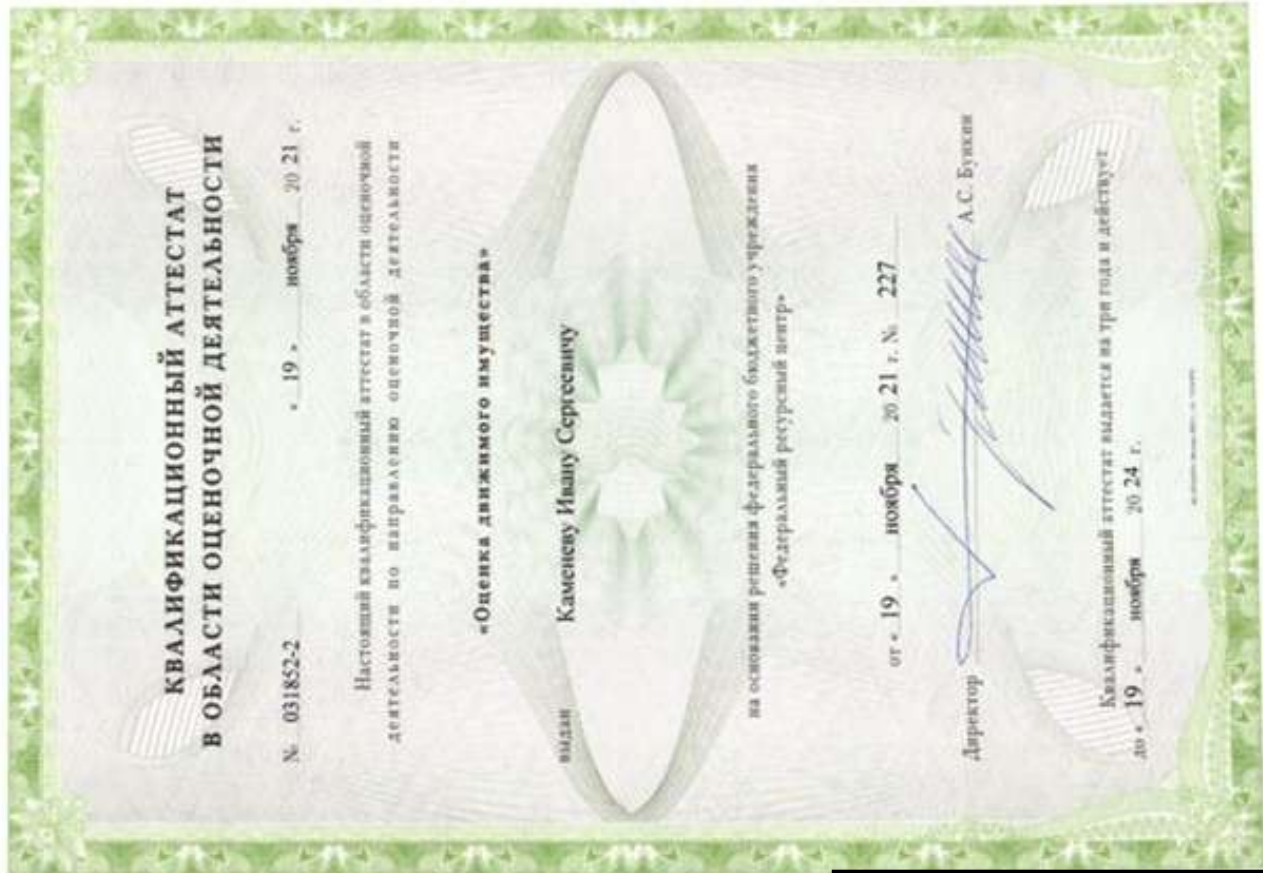 КВАЛИФИКАЦИОННЫЙ АТТЕСТАТ
В ОБЛАСТИ ОЦЕНОЧНОЙ ДЕЯТЕЛЬНОСТИ
№ 031852-2 « 19 » ноября 20 21 г.
Настоящий квалификационный аттестат в области оценочной
деятельности по направлению оценочной деятельности
«Оценка движимого имущества»
выдан Каменеву Ивану Сергеевичу
на основании решения федерального бюджетного учреждения
«Федеральный ресурсный центр»
от « 19 » ноября 20 21 г. № 227
Директор А.С. Бункин
Квалификационный аттестат выдается на три года и действует
до « 19 » ноября 20 24 г.